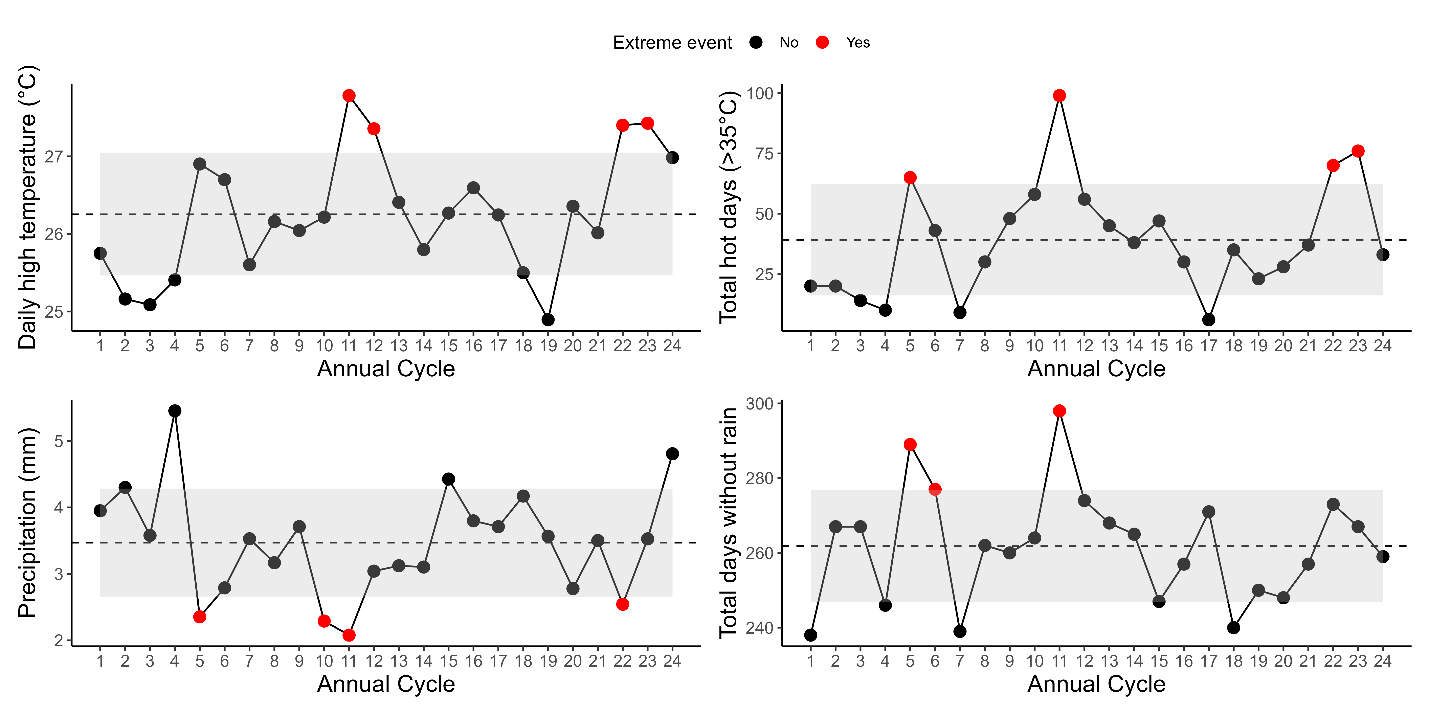 Extreme event No Yes
Daily high temperature (°C)
27
26
25
1 2 3 4 5 6 7 8 9 10 11 12 13 14 15 16 17 18 19 20 21 22 23 24
Annual Cycle
Total hot days (>35°C)
100
75
50
25
1 2 3 4 5 6 7 8 9 10 11 12 13 14 15 16 17 18 19 20 21 22 23 24
Annual Cycle
Precipitation (mm)
5
4
3
2
1 2 3 4 5 6 7 8 9 10 11 12 13 14 15 16 17 18 19 20 21 22 23 24
Annual Cycle
Total days without rain
300
280
260
240
1 2 3 4 5 6 7 8 9 10 11 12 13 14 15 16 17 18 19 20 21 22 23 24
Annual Cycle